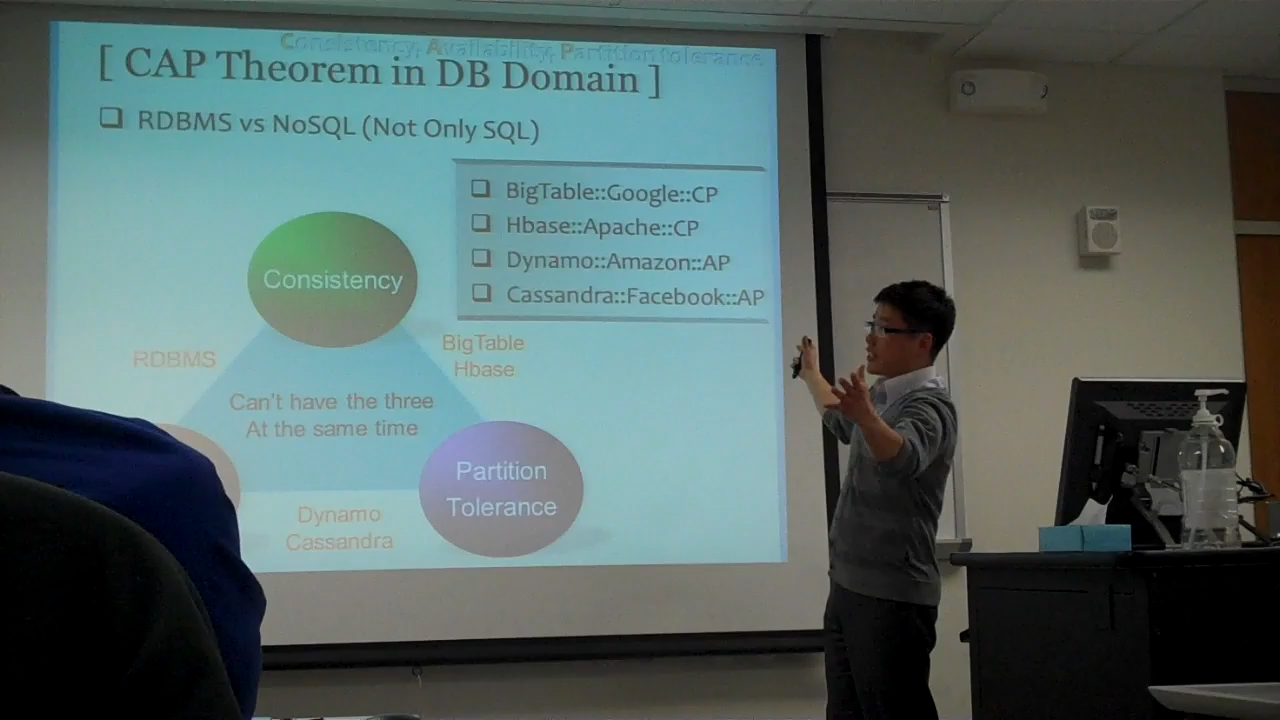 Consistency, Availability, Partition tolerance
[ CAP Theorem in DB Domain ]
RDBMS vs NoSQL (Not Only SQL)
BigTable::Google::CP
Hbase::Apache::CP
Dynamo::Amazon::AP
Cassandra::Facebook::AP
Consistency
RDBMS
BigTable
Hbase
Can't have the three
At the same time
Partition
Tolerance
Dynamo
Cassandra